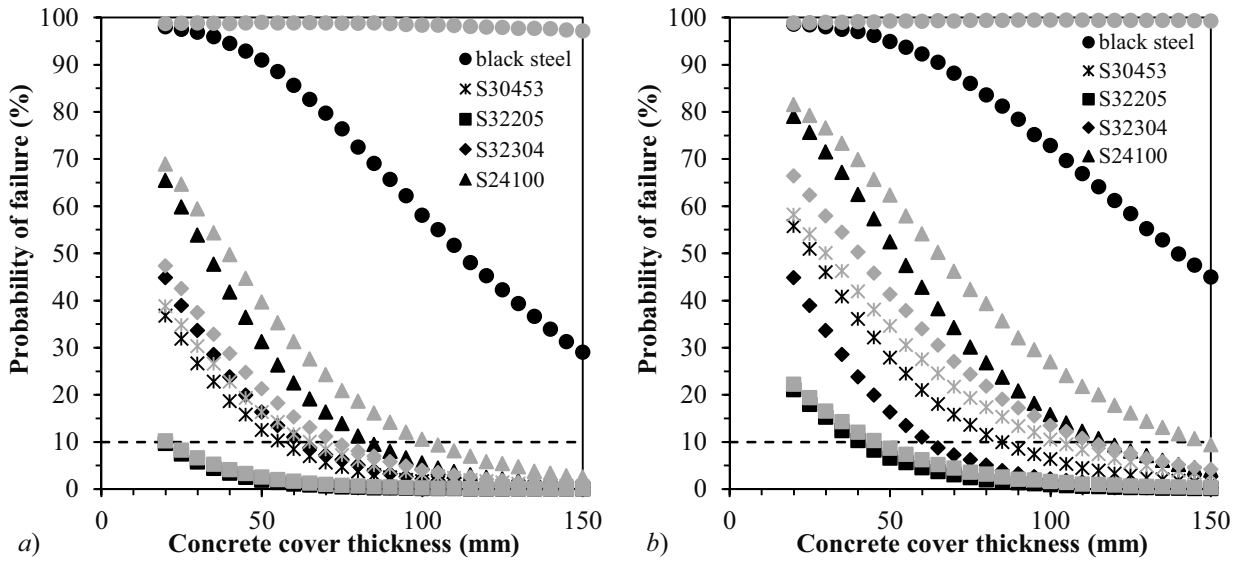 100
90
80
70
60
50
40
30
20
10
0
Probability of failure (%)
black steel
S30453
S32205
S32304
S24100
0
50
100
150
Concrete cover thickness (mm)
a)
100
90
80
70
60
50
40
30
20
10
0
Probability of failure (%)
black steel
S30453
S32205
S32304
S24100
0
50
100
150
Concrete cover thickness (mm)
b)